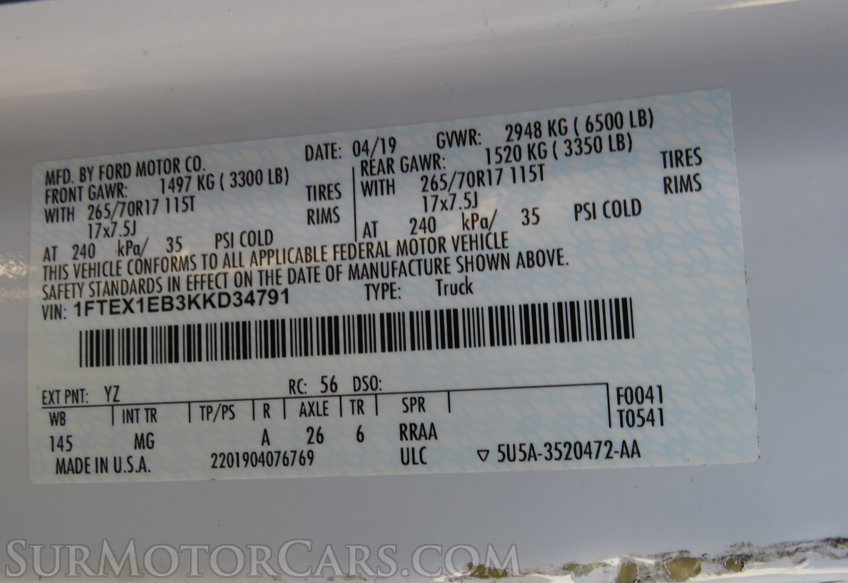 MFD. BY FORD MOTOR CO. DATE: 04/19 GVWR: 2948 KG ( 6500 LB)
FRONT GAWR: 1497 KG ( 3300 LB) REAR GAWR: 1520 KG ( 3350 LB)
WITH 265/70R17 115T TIRES WITH 265/70R17 115T TIRES
17x7.5J RIMS 17x7.5J RIMS
AT 240 kPa/ 35 PSI COLD AT 240 kPa/ 35 PSI COLD
THIS VEHICLE CONFORMS TO ALL APPLICABLE FEDERAL MOTOR VEHICLE
SAFETY STANDARDS IN EFFECT ON THE DATE OF MANUFACTURE SHOWN ABOVE.
VIN: 1FTEX1EB3KKD34791 TYPE: Truck
EXT PNT: YZ RC: 56 DSO:
WB INT TR TP/PS R AXLE TR SPR F0041
145 MG A 26 6 RRAA T0541
MADE IN U.S.A. 2201904076769 ULC ▽ 5U5A-3520472-AA
SURMOTORCARS.COM